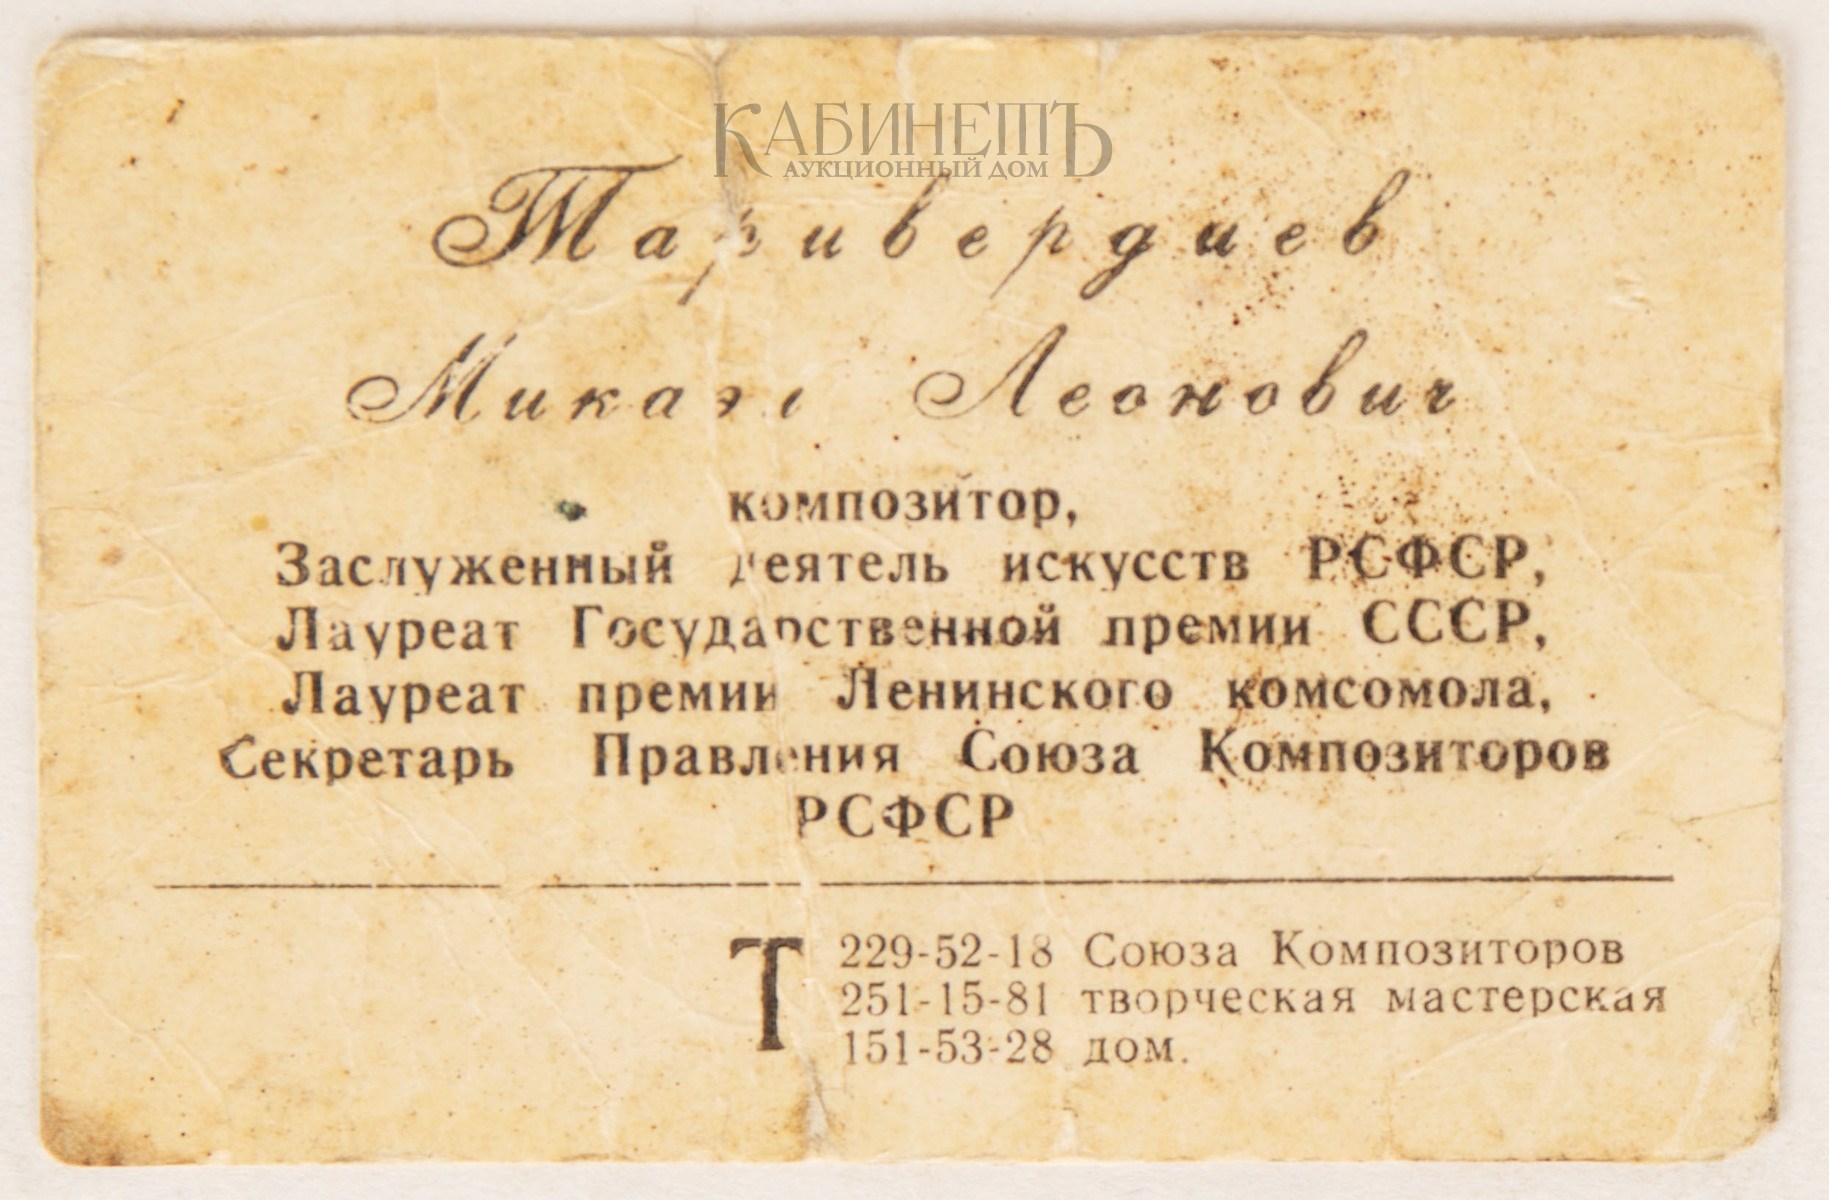 КАБИНЕТЪ
АУКЦИОННЫЙ ДОМ
Таривердиев
Микаэл Леонович
композитор,
Заслуженный деятель искусств РСФСР,
Лауреат Государственной премии СССР,
Лауреат премии Ленинского комсомола,
Секретарь Правления Союза Композиторов
РСФСР
Т 229-52-18 Союза Композиторов
251-15-81 творческая мастерская
151-53-28 дом.